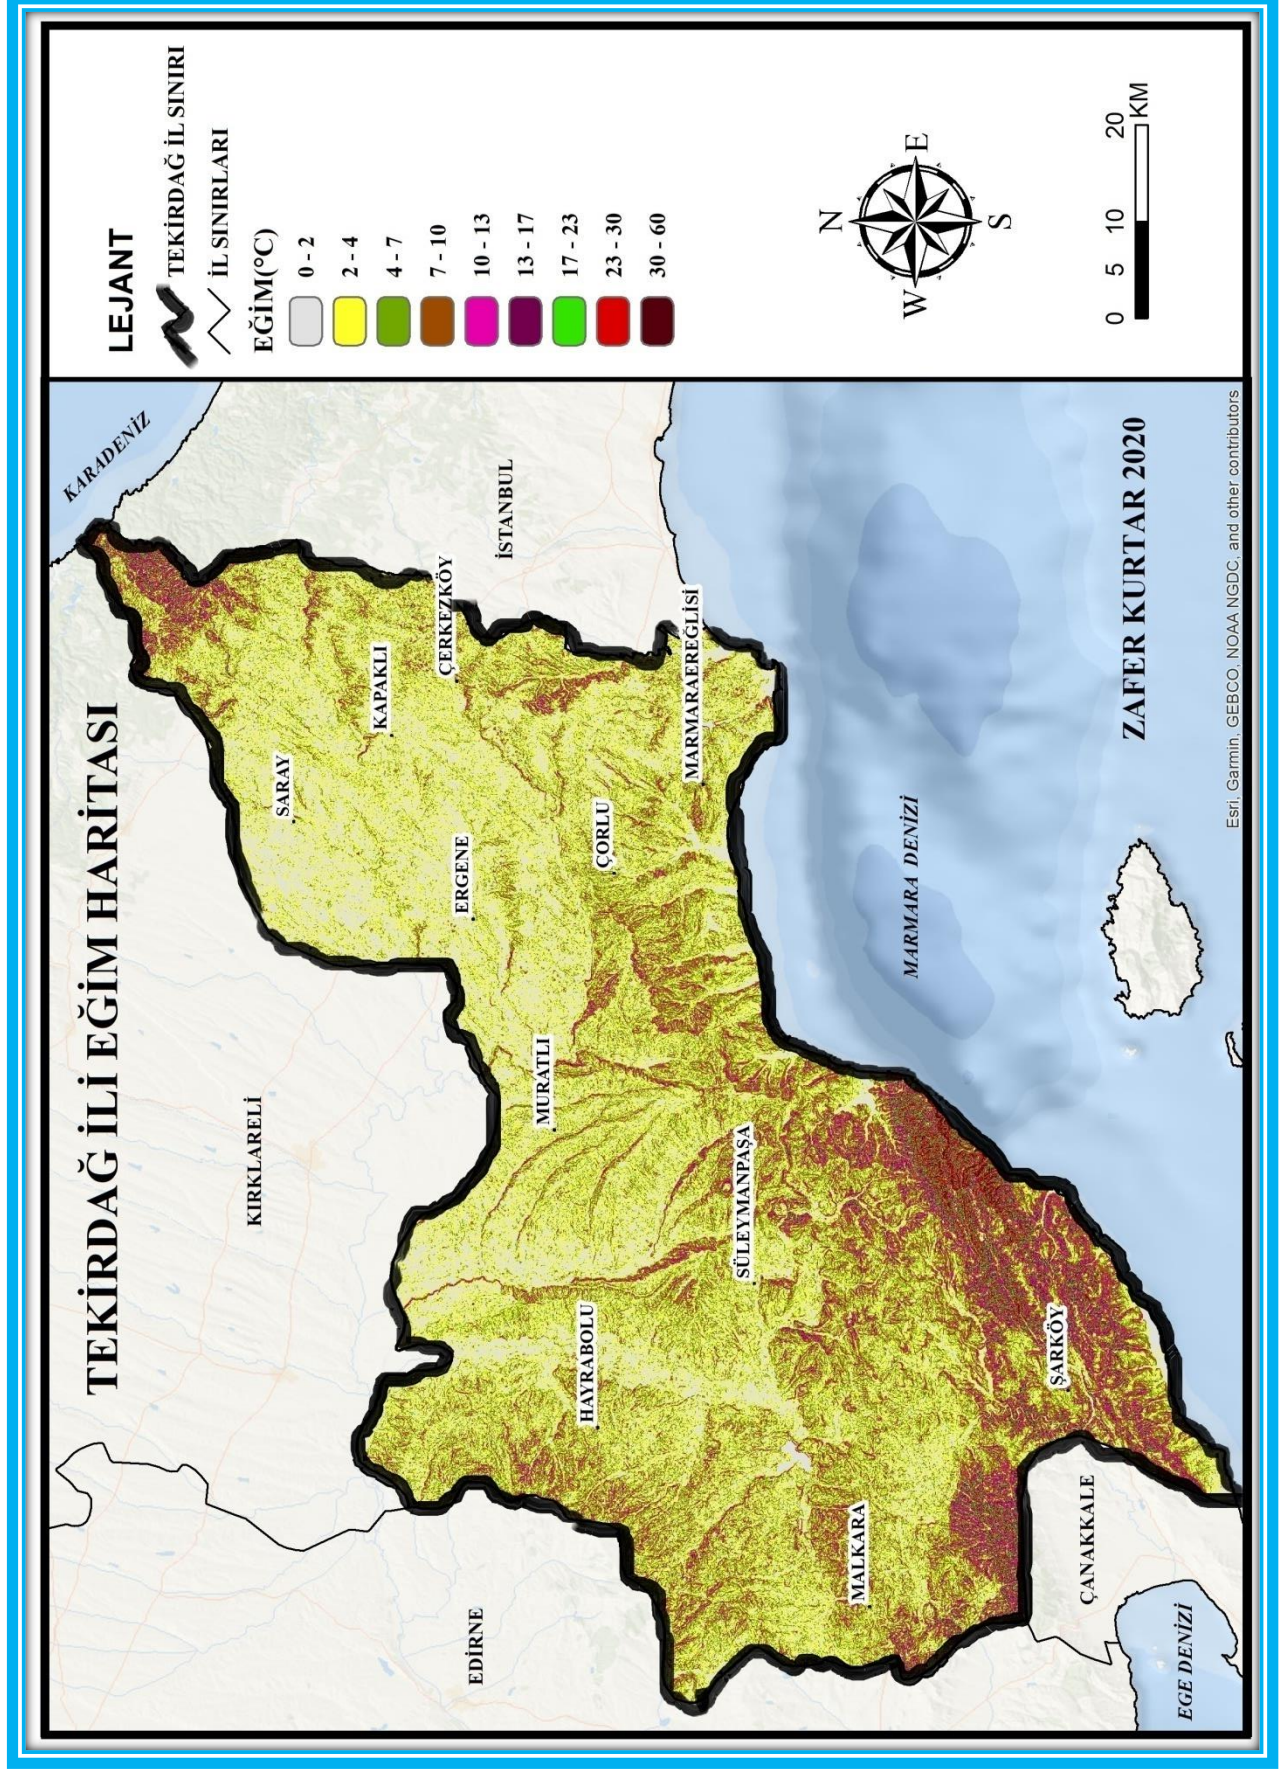 TEKİRDAĞ İLİ EĞİM HARİTASI
KARADENİZ
KIRKLARELİ
EDİRNE
İSTANBUL
SARAY
KAPAKLI
ÇERKEZKÖY
ERGENE
ÇORLU
MARMARAEREĞLİSİ
MURATLI
HAYRABOLU
SÜLEYMANPAŞA
MALKARA
ŞARKÖY
MARMARA DENİZİ
ÇANAKKALE
EGE DENİZİ
ZAFER KURTAR 2020
Esri, Garmin, GEBCO, NOAA NGDC, and other contributors
LEJANT
TEKİRDAĞ İL SINIRI
İL SINIRLARI
EĞİM(°C)
0 - 2
2 - 4
4 - 7
7 - 10
10 - 13
13 - 17
17 - 23
23 - 30
30 - 60
N
W E
S
0 5 10 20
KM